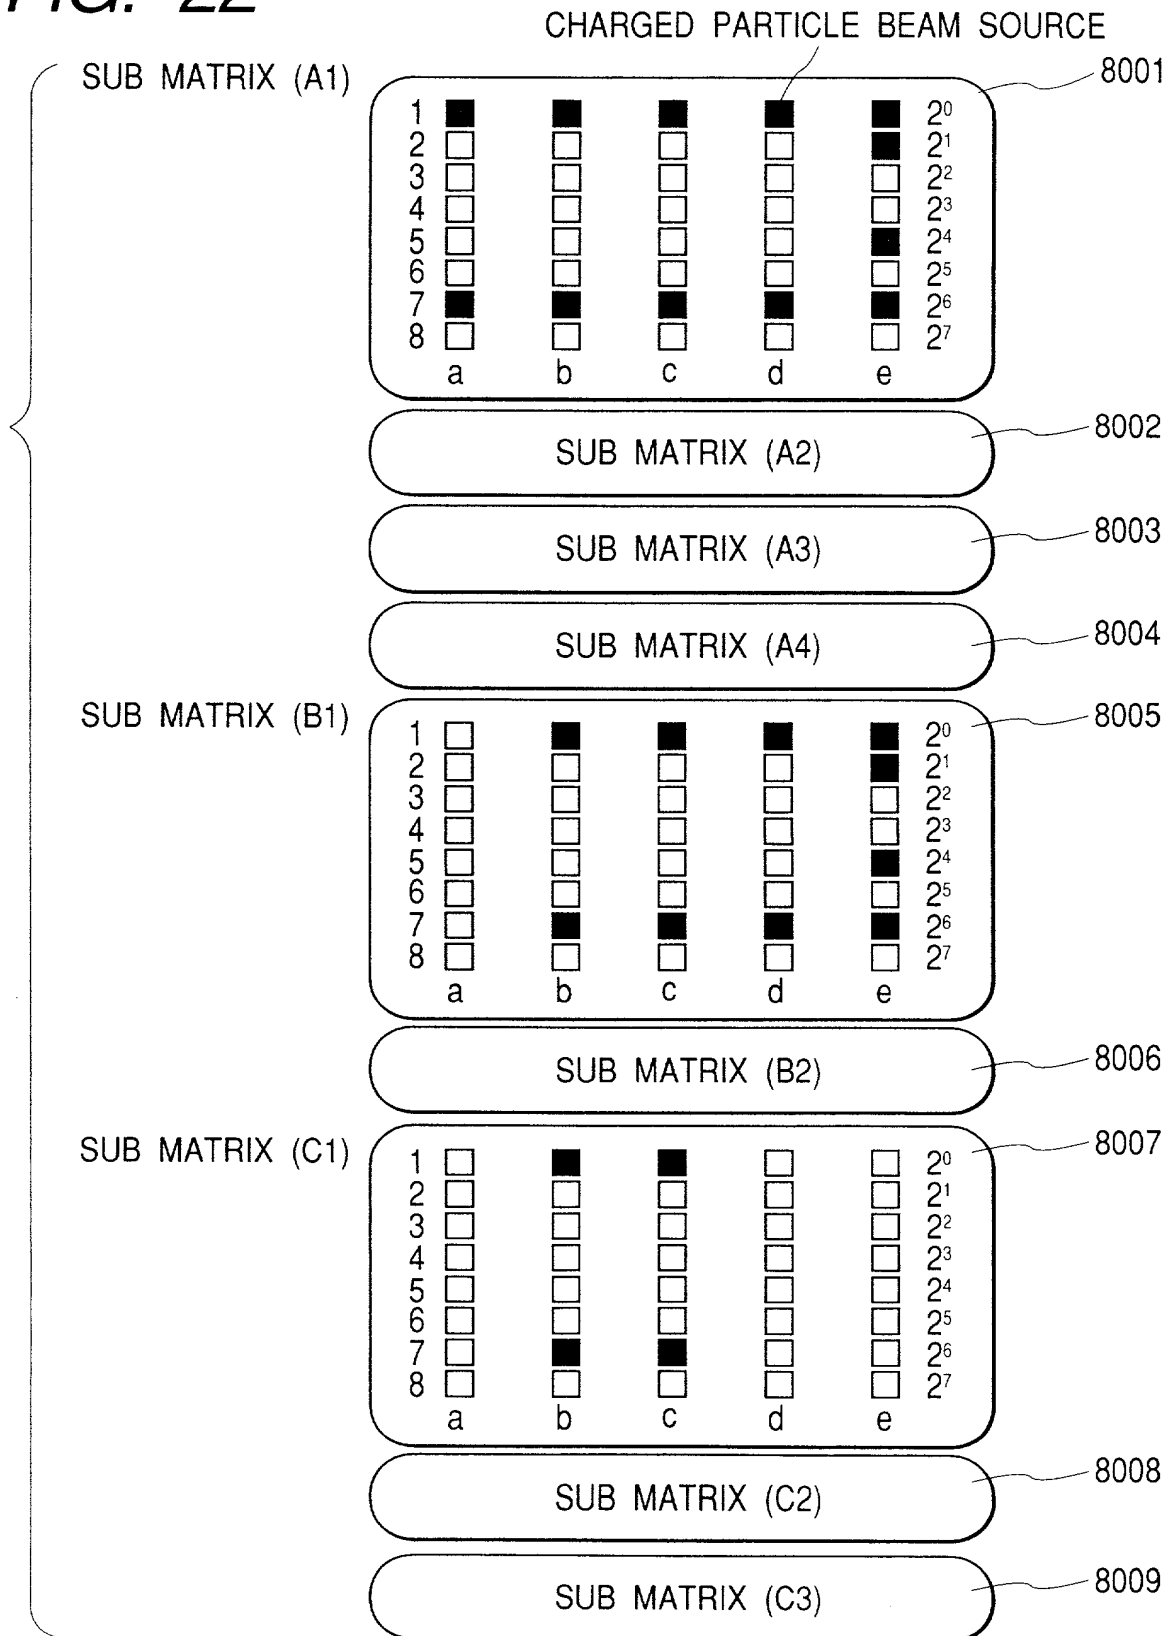 FIG. 22
CHARGED PARTICLE BEAM SOURCE
SUB MATRIX (A1)
8001
1 2⁰
2 2¹
3 2²
4 2³
5 2⁴
6 2⁵
7 2⁶
8 2⁷
a b c d e
SUB MATRIX (A2)
8002
SUB MATRIX (A3)
8003
SUB MATRIX (A4)
8004
SUB MATRIX (B1)
8005
1 2⁰
2 2¹
3 2²
4 2³
5 2⁴
6 2⁵
7 2⁶
8 2⁷
a b c d e
SUB MATRIX (B2)
8006
SUB MATRIX (C1)
8007
1 2⁰
2 2¹
3 2²
4 2³
5 2⁴
6 2⁵
7 2⁶
8 2⁷
a b c d e
SUB MATRIX (C2)
8008
SUB MATRIX (C3)
8009